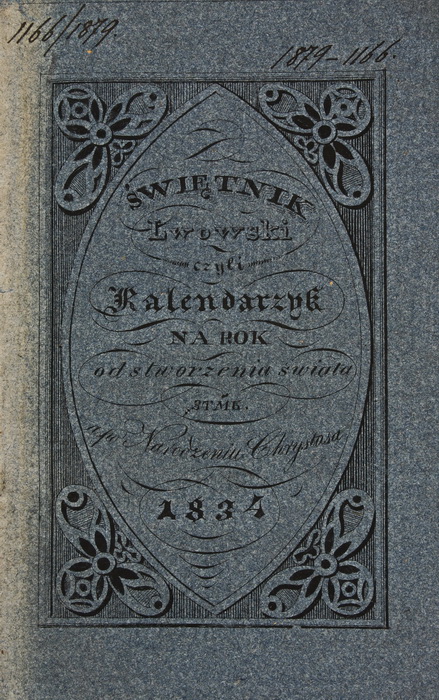 1166/1879.
1879-1166.
ŚWIĘTNIK
Lwowski
czyli
Kalendarzyk
NA ROK
od stworzenia świata
a po Narodzeniu Chrystusa
1834